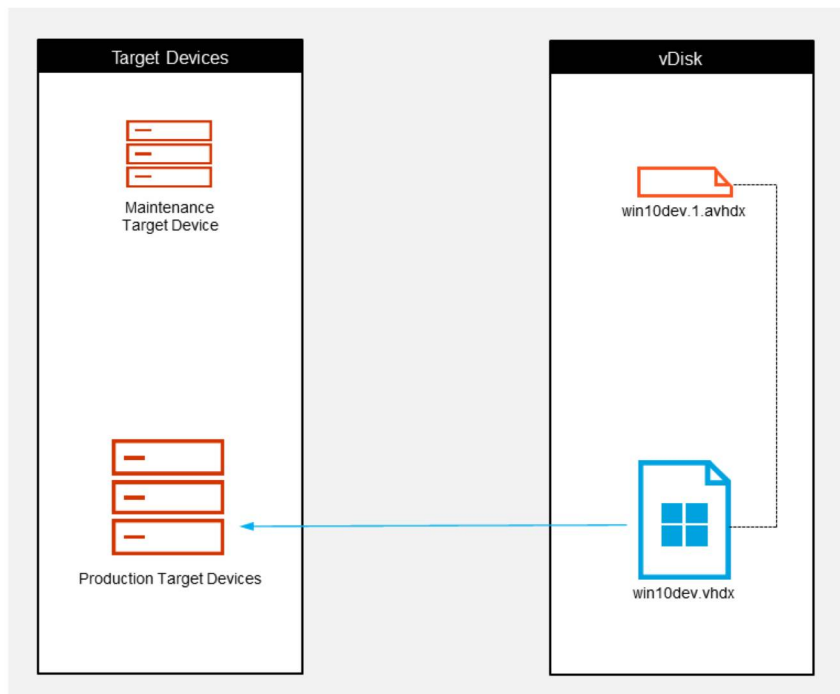 Target Devices
Maintenance
Target Device
Production Target Devices
vDisk
win10dev.1.avhdx
win10dev.vhdx